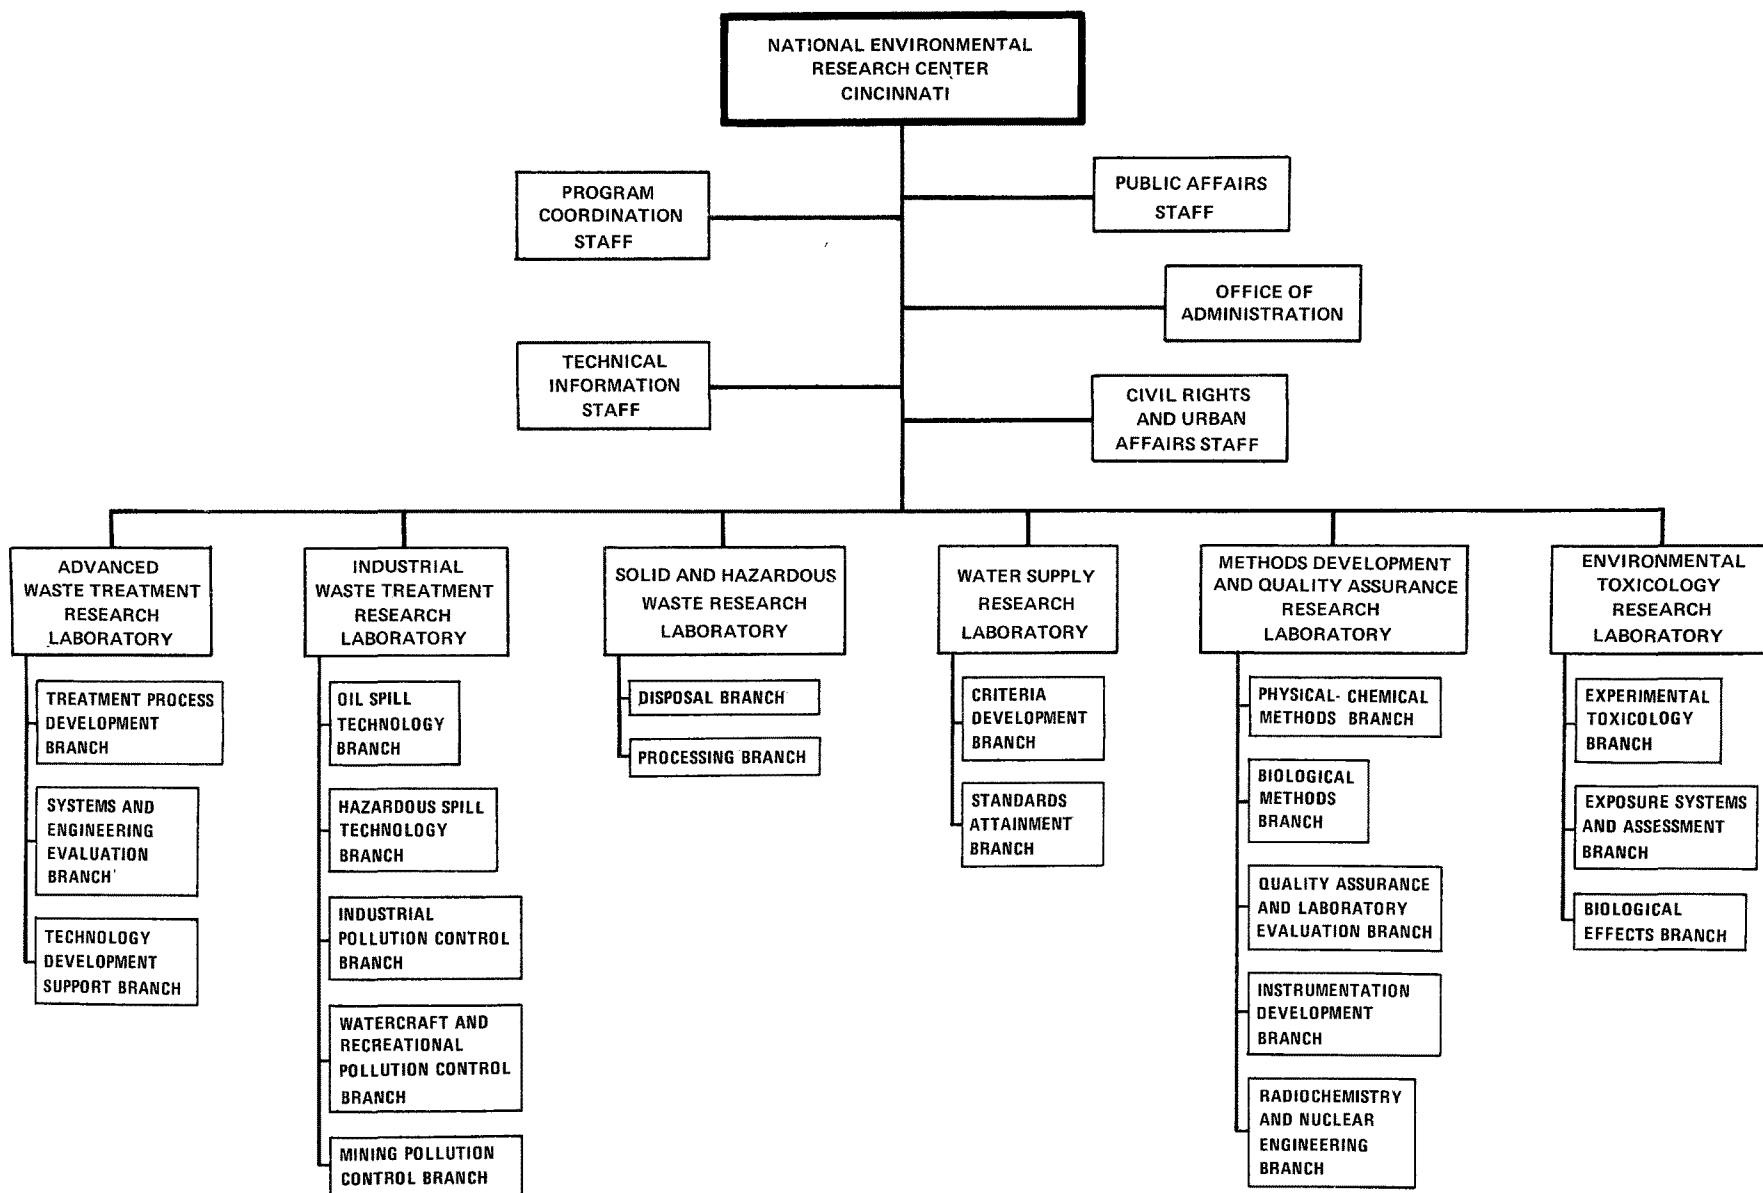 NATIONAL ENVIRONMENTAL
RESEARCH CENTER
CINCINNATI
PROGRAM
COORDINATION
STAFF
PUBLIC AFFAIRS
STAFF
OFFICE OF
ADMINISTRATION
TECHNICAL
INFORMATION
STAFF
CIVIL RIGHTS
AND URBAN
AFFAIRS STAFF
ADVANCED
WASTE TREATMENT
RESEARCH
LABORATORY
TREATMENT PROCESS
DEVELOPMENT
BRANCH
SYSTEMS AND
ENGINEERING
EVALUATION
BRANCH
TECHNOLOGY
DEVELOPMENT
SUPPORT BRANCH
INDUSTRIAL
WASTE TREATMENT
RESEARCH
LABORATORY
OIL SPILL
TECHNOLOGY
BRANCH
HAZARDOUS SPILL
TECHNOLOGY
BRANCH
INDUSTRIAL
POLLUTION CONTROL
BRANCH
WATERCRAFT AND
RECREATIONAL
POLLUTION CONTROL
BRANCH
MINING POLLUTION
CONTROL BRANCH
SOLID AND HAZARDOUS
WASTE RESEARCH
LABORATORY
DISPOSAL BRANCH
PROCESSING BRANCH
WATER SUPPLY
RESEARCH
LABORATORY
CRITERIA
DEVELOPMENT
BRANCH
STANDARDS
ATTAINMENT
BRANCH
METHODS DEVELOPMENT
AND QUALITY ASSURANCE
RESEARCH
LABORATORY
PHYSICAL- CHEMICAL
METHODS BRANCH
BIOLOGICAL
METHODS
BRANCH
QUALITY ASSURANCE
AND LABORATORY
EVALUATION BRANCH
INSTRUMENTATION
DEVELOPMENT
BRANCH
RADIOCHEMISTRY
AND NUCLEAR
ENGINEERING
BRANCH
ENVIRONMENTAL
TOXICOLOGY
RESEARCH
LABORATORY
EXPERIMENTAL
TOXICOLOGY
BRANCH
EXPOSURE SYSTEMS
AND ASSESSMENT
BRANCH
BIOLOGICAL
EFFECTS BRANCH